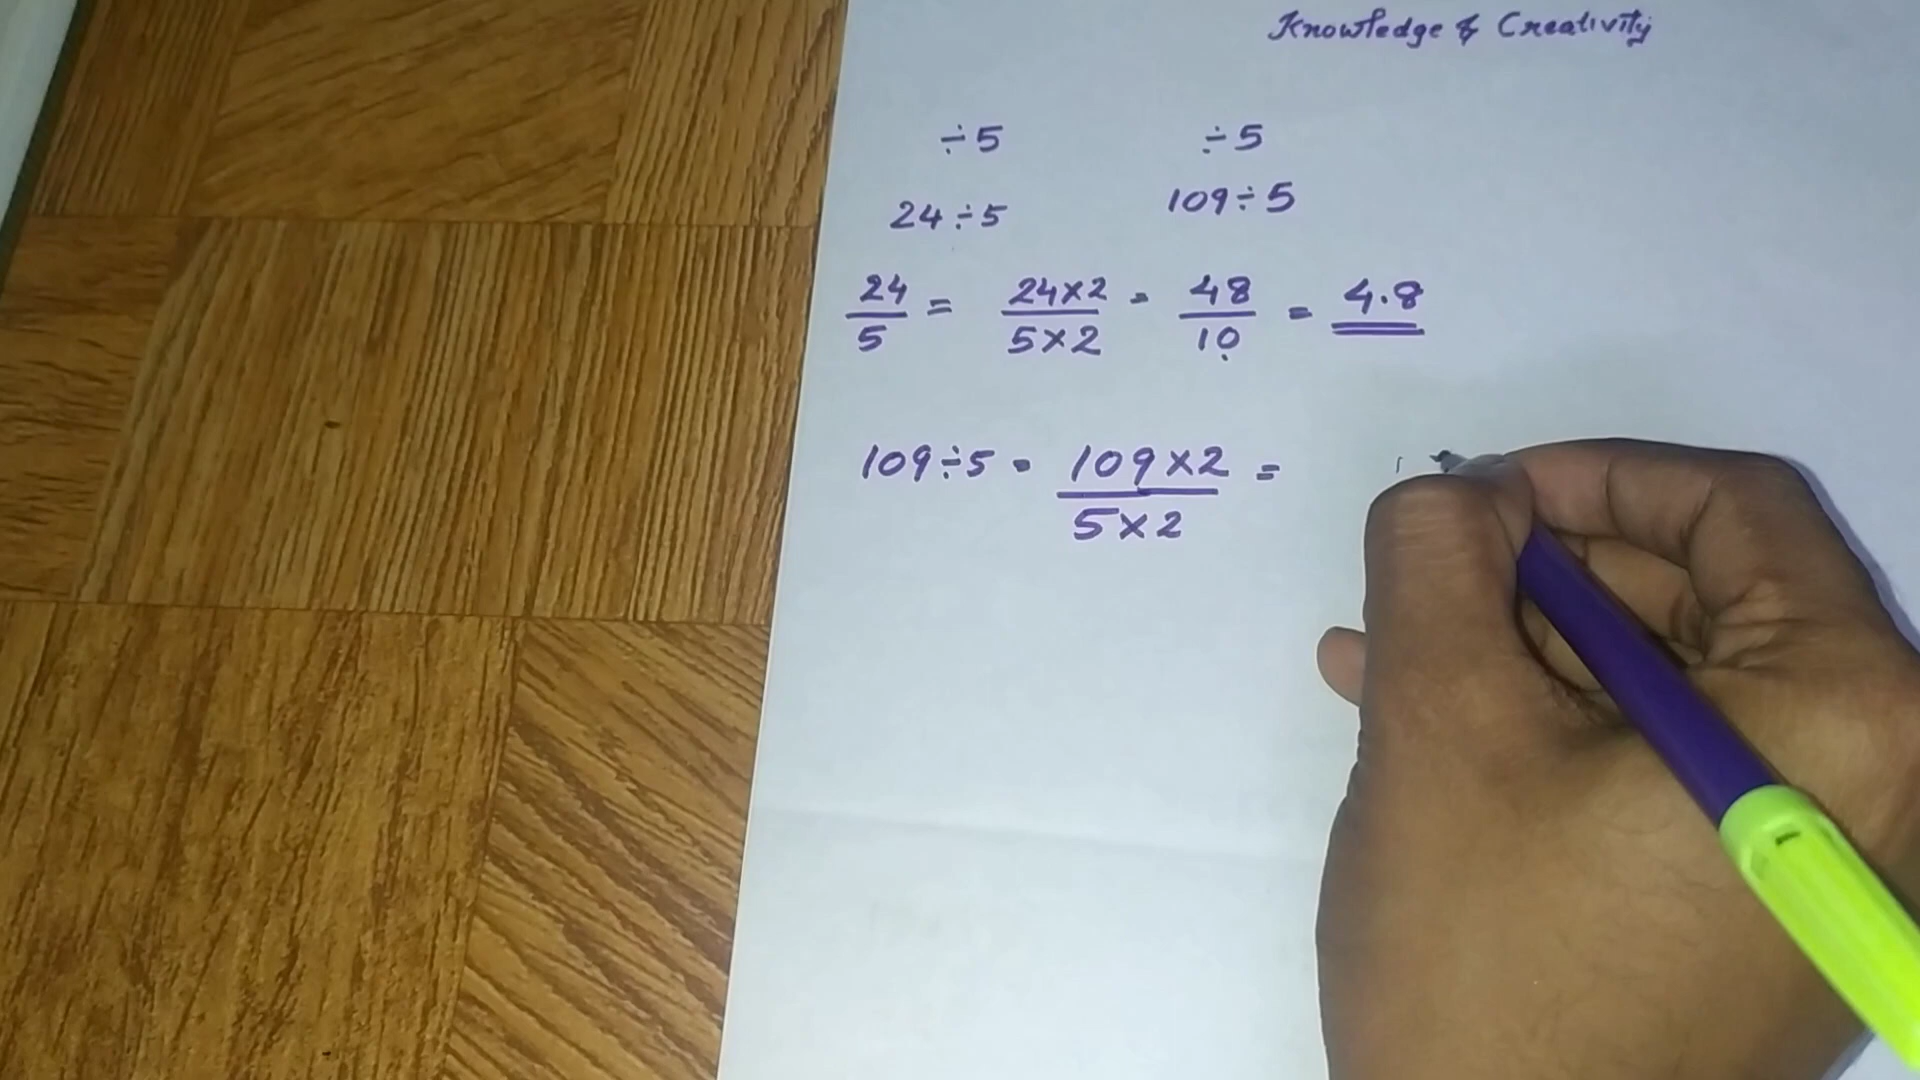 Knowledge & Creativity
÷5 ÷5
24÷5 109÷5
24/5 = 24×2/5×2 = 48/10 = 4.8
109÷5 = 109×2/5×2 =